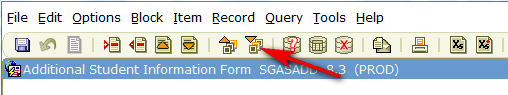 File Edit Options Block Item Record Query Tools Help
Additional Student Information Form SGASADD 8.3 (PROD)